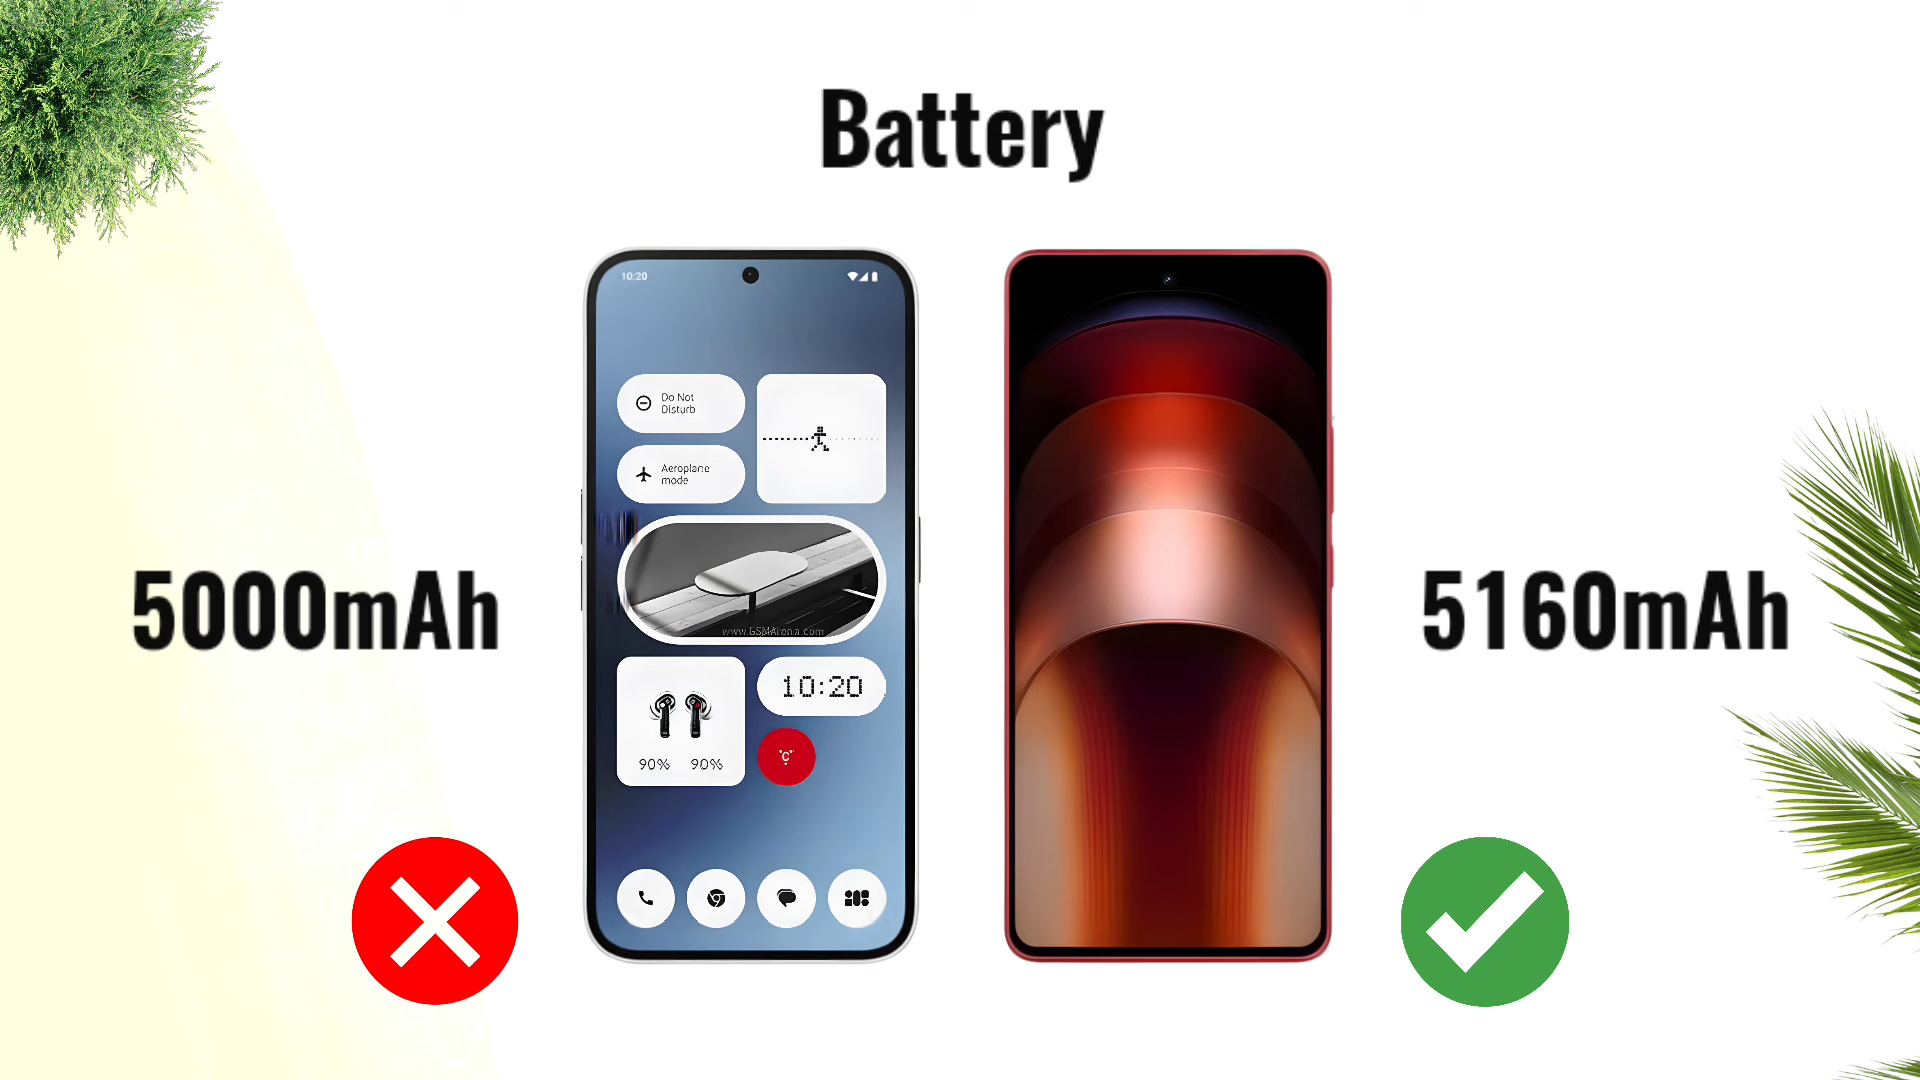 Battery
10:20
Do Not
Disturb
Aeroplane
mode
www.GSMArena.com
10:20
90% 90%
°C
5000mAh
5160mAh